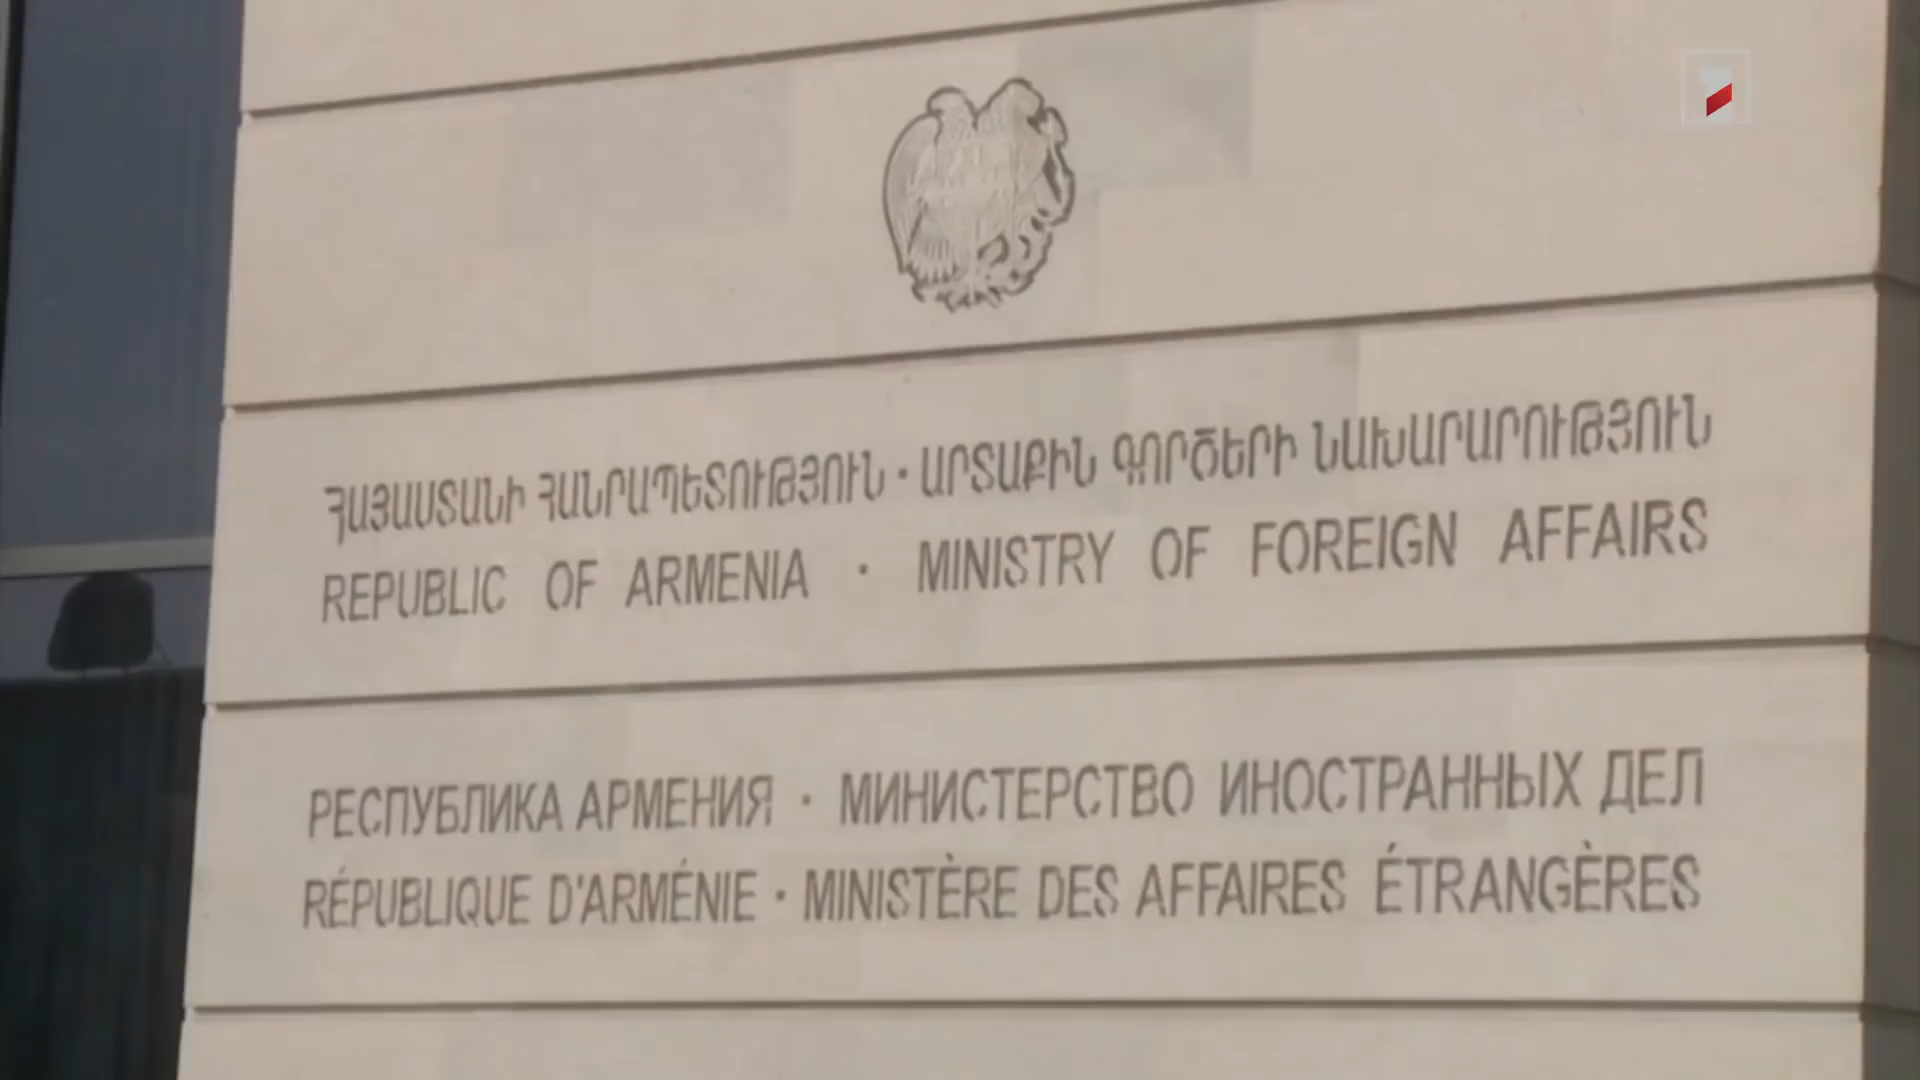 ՀԱՅԱՍՏԱՆԻ ՀԱՆՐԱՊԵՏՈՒԹՅՈՒՆ · ԱՐՏԱՔԻՆ ԳՈՐԾԵՐԻ ՆԱԽԱՐԱՐՈՒԹՅՈՒՆ
REPUBLIC OF ARMENIA · MINISTRY OF FOREIGN AFFAIRS
РЕСПУБЛИКА АРМЕНИЯ · МИНИСТЕРСТВО ИНОСТРАННЫХ ДЕЛ
RÉPUBLIQUE D'ARMÉNIE · MINISTÈRE DES AFFAIRES ÉTRANGÈRES